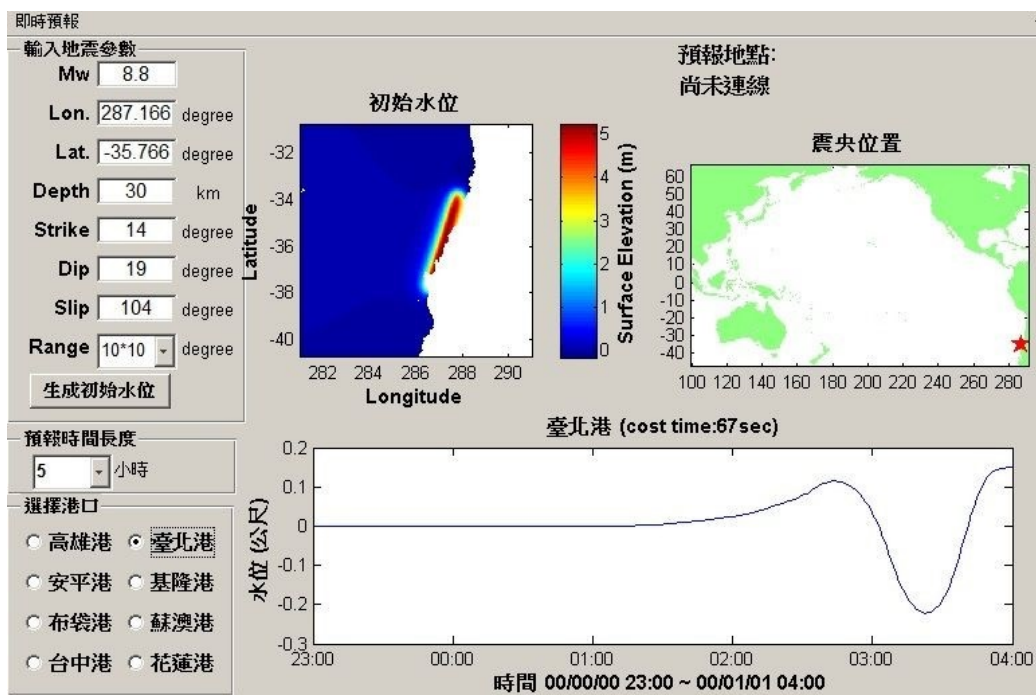 即時預報
輸入地震參數
Mw 8.8
Lon. 287.166 degree
Lat. -35.766 degree
Depth 30 km
Strike 14 degree
Dip 19 degree
Slip 104 degree
Range 10*10 degree
生成初始水位
預報時間長度
5 小時
選擇港口
高雄港 臺北港
安平港 基隆港
布袋港 蘇澳港
台中港 花蓮港
預報地點:
尚未連線
初始水位
Latitude
-32
-34
-36
-38
-40
282 284 286 288 290
Longitude
5
4
3
2
1
0
Surface Elevation (m)
震央位置
60
50
40
30
20
10
0
-10
-20
-30
-40
100 120 140 160 180 200 220 240 260 280
臺北港 (cost time:67sec)
水位 (公尺)
0.2
0.1
0
-0.1
-0.2
-0.3
23:00 00:00 01:00 02:00 03:00 04:00
時間 00/00/00 23:00 ~ 00/01/01 04:00